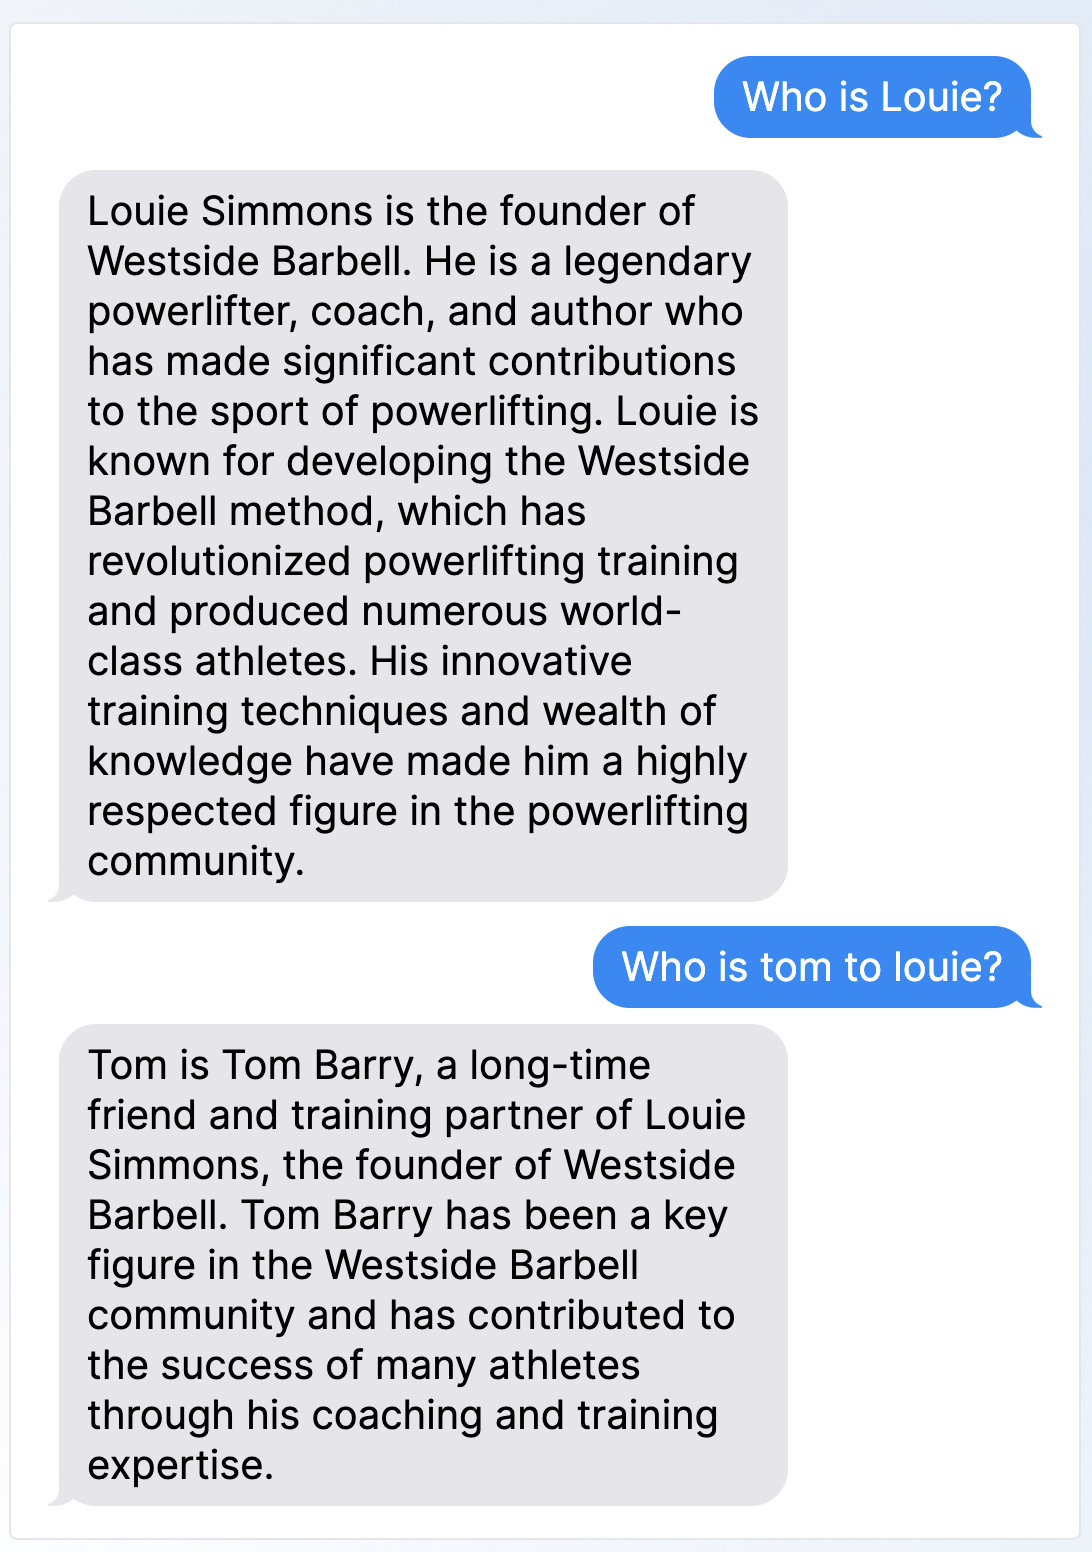 Who is Louie?
Louie Simmons is the founder of
Westside Barbell. He is a legendary
powerlifter, coach, and author who
has made significant contributions
to the sport of powerlifting. Louie is
known for developing the Westside
Barbell method, which has
revolutionized powerlifting training
and produced numerous world-
class athletes. His innovative
training techniques and wealth of
knowledge have made him a highly
respected figure in the powerlifting
community.
Who is tom to louie?
Tom is Tom Barry, a long-time
friend and training partner of Louie
Simmons, the founder of Westside
Barbell. Tom Barry has been a key
figure in the Westside Barbell
community and has contributed to
the success of many athletes
through his coaching and training
expertise.